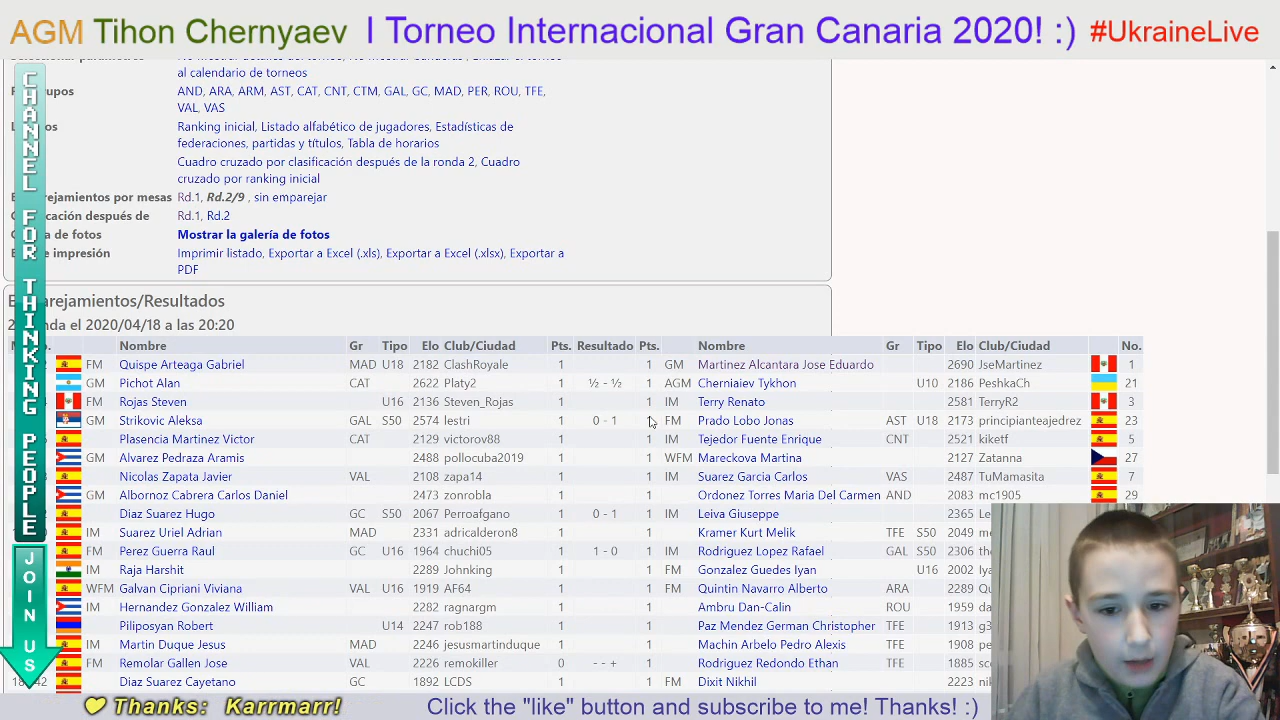 AGM Tihon Chernyaev I Torneo Internacional Gran Canaria 2020! :) #UkraineLive
al calendario de torneos
AND, ARA, ARM, AST, CAT, CNT, CTM, GAL, GC, MAD, PER, ROU, TFE,
VAL, VAS
Ranking inicial, Listado alfabético de jugadores, Estadísticas de
federaciones, partidas y títulos, Tabla de horarios
Cuadro cruzado por clasificación después de la ronda 2, Cuadro
cruzado por ranking inicial
Rd.1, Rd.2/9 , sin emparejar
Rd.1, Rd.2
Mostrar la galería de fotos
Imprimir listado, Exportar a Excel (.xls), Exportar a Excel (.xlsx), Exportar a
PDF
2020/04/18 a las 20:20
Nombre Gr Tipo Elo Club/Ciudad Pts. Resultado Pts. Nombre Gr Tipo Elo Club/Ciudad No.
FM Quispe Arteaga Gabriel MAD U18 2182 ClashRoyale 1 1 GM Martinez Alcantara Jose Eduardo 2690 JseMartinez 1
GM Pichot Alan CAT 2622 Platy2 1 ½ - ½ 1 AGM Cherniaiev Tykhon U10 2186 PeshkaCh 21
FM Rojas Steven U16 2136 Steven_Rojas 1 1 IM Terry Renato 2581 TerryR2 3
GM Strikovic Aleksa GAL S50 2574 lestri 1 0 - 1 1 FM Prado Lobo Jonas AST U18 2173 principianteajedrez 23
Plasencia Martinez Victor CAT 2129 victorov88 1 1 IM Tejedor Fuente Enrique CNT 2521 kiketf 5
GM Alvarez Pedraza Aramis 2488 pollocuba2019 1 1 WFM Mareckova Martina 2127 Zatanna 27
Nicolas Zapata Javier VAL 2108 zapa14 1 1 IM Suarez Garcia Carlos VAS 2487 TuMamasita 7
GM Albornoz Cabrera Carlos Daniel 2473 zonrobla 1 1 Ordonez Torres Maria Del Carmen AND 2083 mc1905 29
Diaz Suarez Hugo GC S50 2067 Perroafgano 1 0 - 1 1 IM Leiva Giuseppe 2365
IM Suarez Uriel Adrian MAD 2331 adricalderon8 1 1 Kramer Kurt Melik TFE S50 2049
FM Perez Guerra Raul GC U16 1964 chuchi05 1 1 - 0 1 IM Rodriguez Lopez Rafael GAL S50 2306
IM Raja Harshit 2289 Johnking 1 1 FM Gonzalez Guedes Iyan U16 2002
WFM Galvan Cipriani Viviana VAL U16 1919 AF64 1 1 FM Quintin Navarro Alberto ARA 2289
IM Hernandez Gonzalez William 2282 ragnargm 1 1 Ambru Dan-Calin ROU 1959
Piliposyan Robert U14 2247 rob188 1 1 Paz Mendez German Christopher TFE 1913
IM Martin Duque Jesus MAD 2246 jesusmartinduque 1 1 Machin Arbelo Pedro Alexis TFE 1908
FM Remolar Gallen Jose VAL 2226 remokiller 0 - - + 1 Rodriguez Redondo Ethan TFE 1885
Diaz Suarez Cayetano GC 1892 LCDS 1 1 FM Dixit Nikhil 2223
CHANNEL FOR THINKING PEOPLE
JOIN US
Thanks: Karrmarr! Click the "like" button and subscribe to me! Thanks! :)